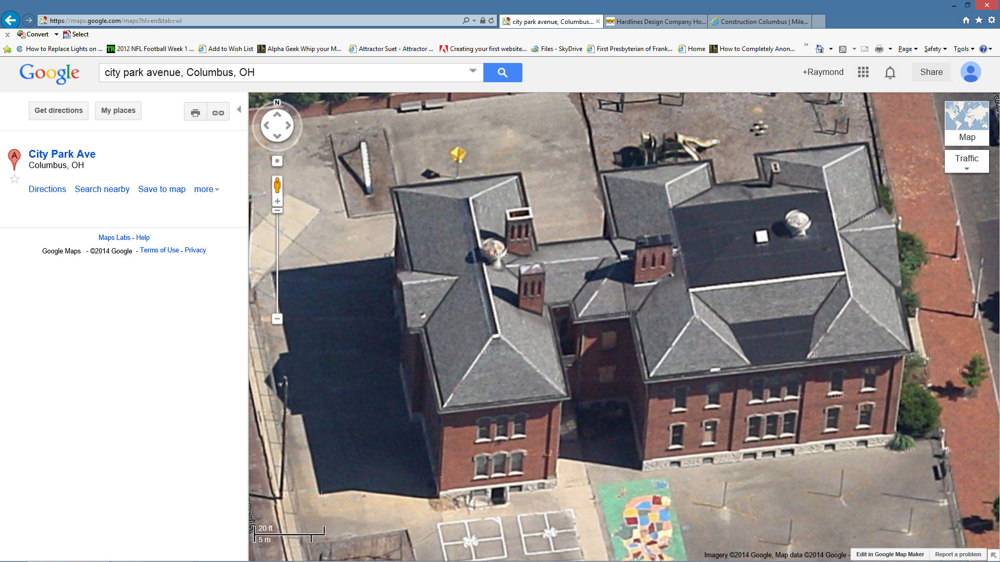 https://maps.google.com/maps?hl=en&tab=wl
city park avenue, Columbus...
Hardlines Design Company Ho...
Construction Columbus | Mile...
Convert
Select
How to Replace Lights on ...
2012 NFL Football Week 1 ...
Add to Wish List
Alpha Geek Whip your M...
Attractor Suet - Attractor ...
Creating your first website...
Files - SkyDrive
First Presbyterian of Frank...
Home
How to Completely Anon...
Page
Safety
Tools
Google
city park avenue, Columbus, OH
+Raymond
Share
Get directions
My places
N
Map
Traffic
A
City Park Ave
Columbus, OH
Directions
Search nearby
Save to map
more
Maps Labs - Help
Google Maps - ©2014 Google - Terms of Use - Privacy
© 2012 Google
20 ft
5 m
Imagery ©2014 Google, Map data ©2014 Google -
Edit in Google Map Maker
Report a problem